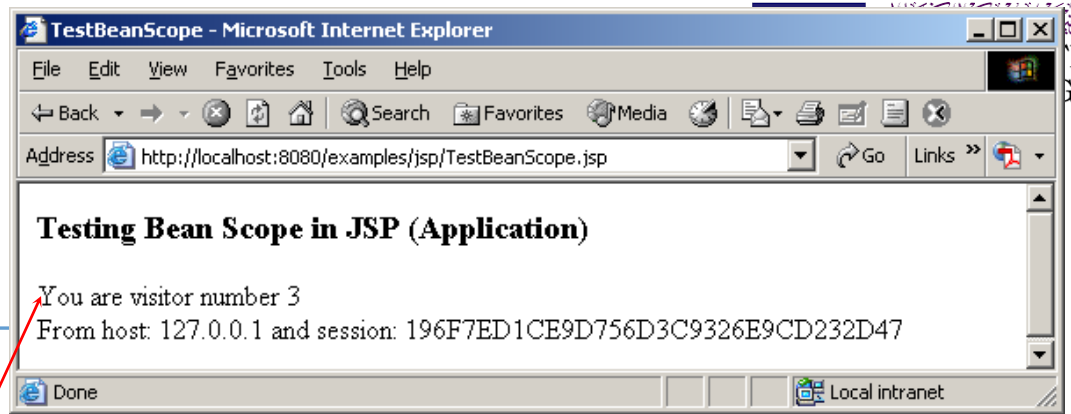 TestBeanScope - Microsoft Internet Explorer
File Edit View Favorites Tools Help
Back Search Favorites Media
Address http://localhost:8080/examples/jsp/TestBeanScope.jsp Go Links »
Testing Bean Scope in JSP (Application)
You are visitor number 3
From host: 127.0.0.1 and session: 196F7ED1CE9D756D3C9326E9CD232D47
Done Local intranet